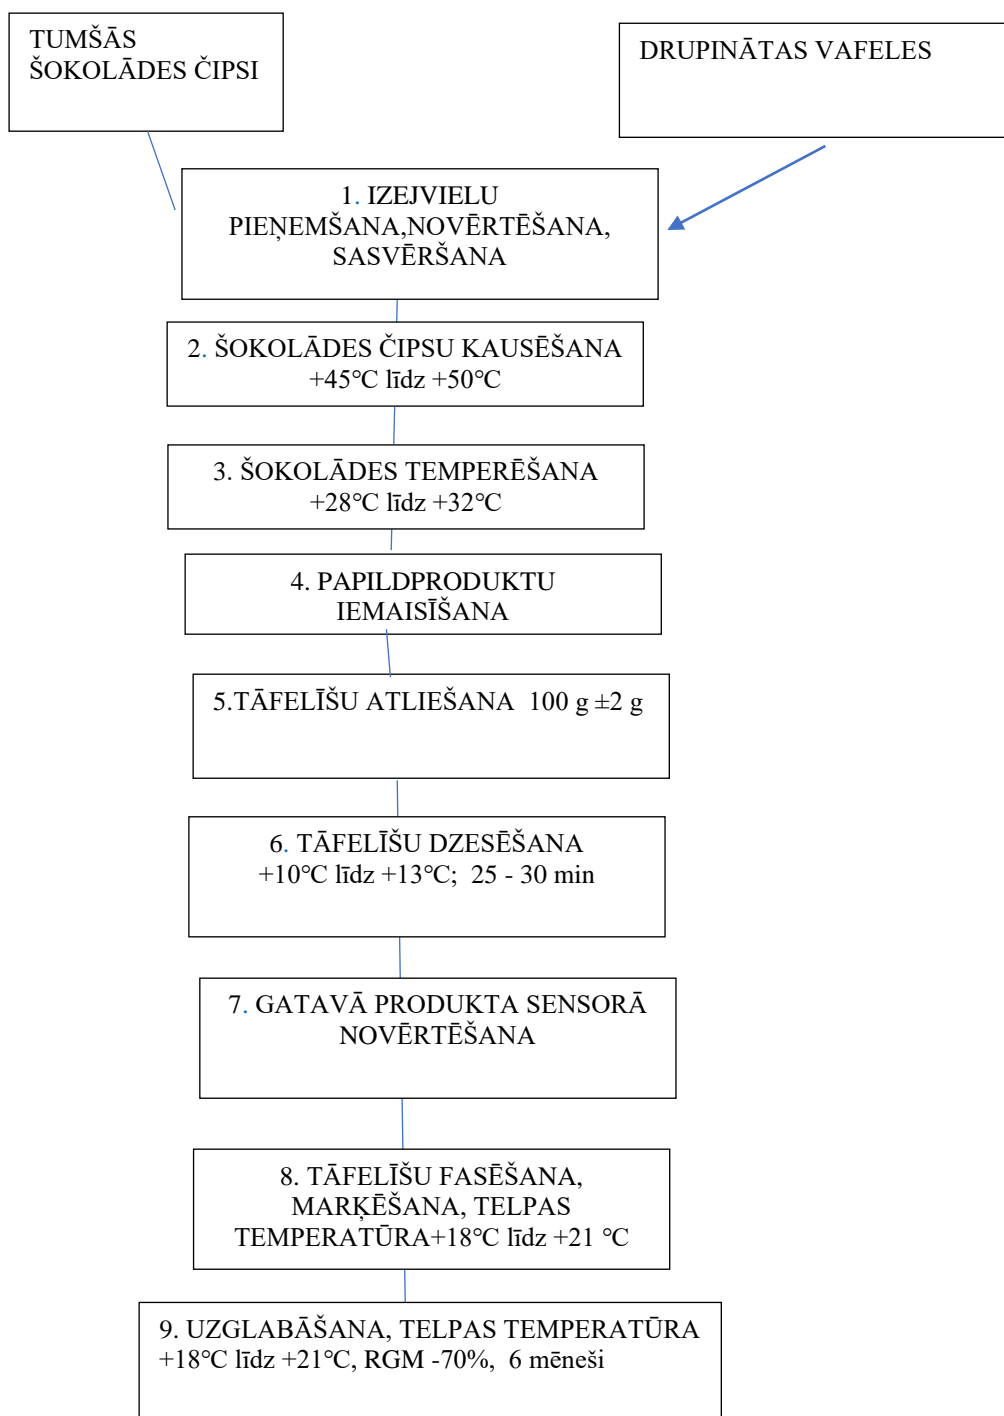 TUMŠĀS
ŠOKOLĀDES ČIPSI
DRUPINĀTAS VAFELES
1. IZEJVIELU
PIEŅEMŠANA,NOVĒRTĒŠANA,
SASVĒRŠANA
2. ŠOKOLĀDES ČIPSU KAUSĒŠANA
+45°C līdz +50°C
3. ŠOKOLĀDES TEMPERĒŠANA
+28°C līdz +32°C
4. PAPILDPRODUKTU
IEMAISĪŠANA
5.TĀFELĪŠU ATLIEŠANA 100 g ±2 g
6. TĀFELĪŠU DZESĒŠANA
+10°C līdz +13°C; 25 - 30 min
7. GATAVĀ PRODUKTA SENSORĀ
NOVĒRTĒŠANA
8. TĀFELĪŠU FASĒŠANA,
MARĶĒŠANA, TELPAS
TEMPERATŪRA+18°C līdz +21 °C
9. UZGLABĀŠANA, TELPAS TEMPERATŪRA
+18°C līdz +21°C, RGM -70%, 6 mēneši